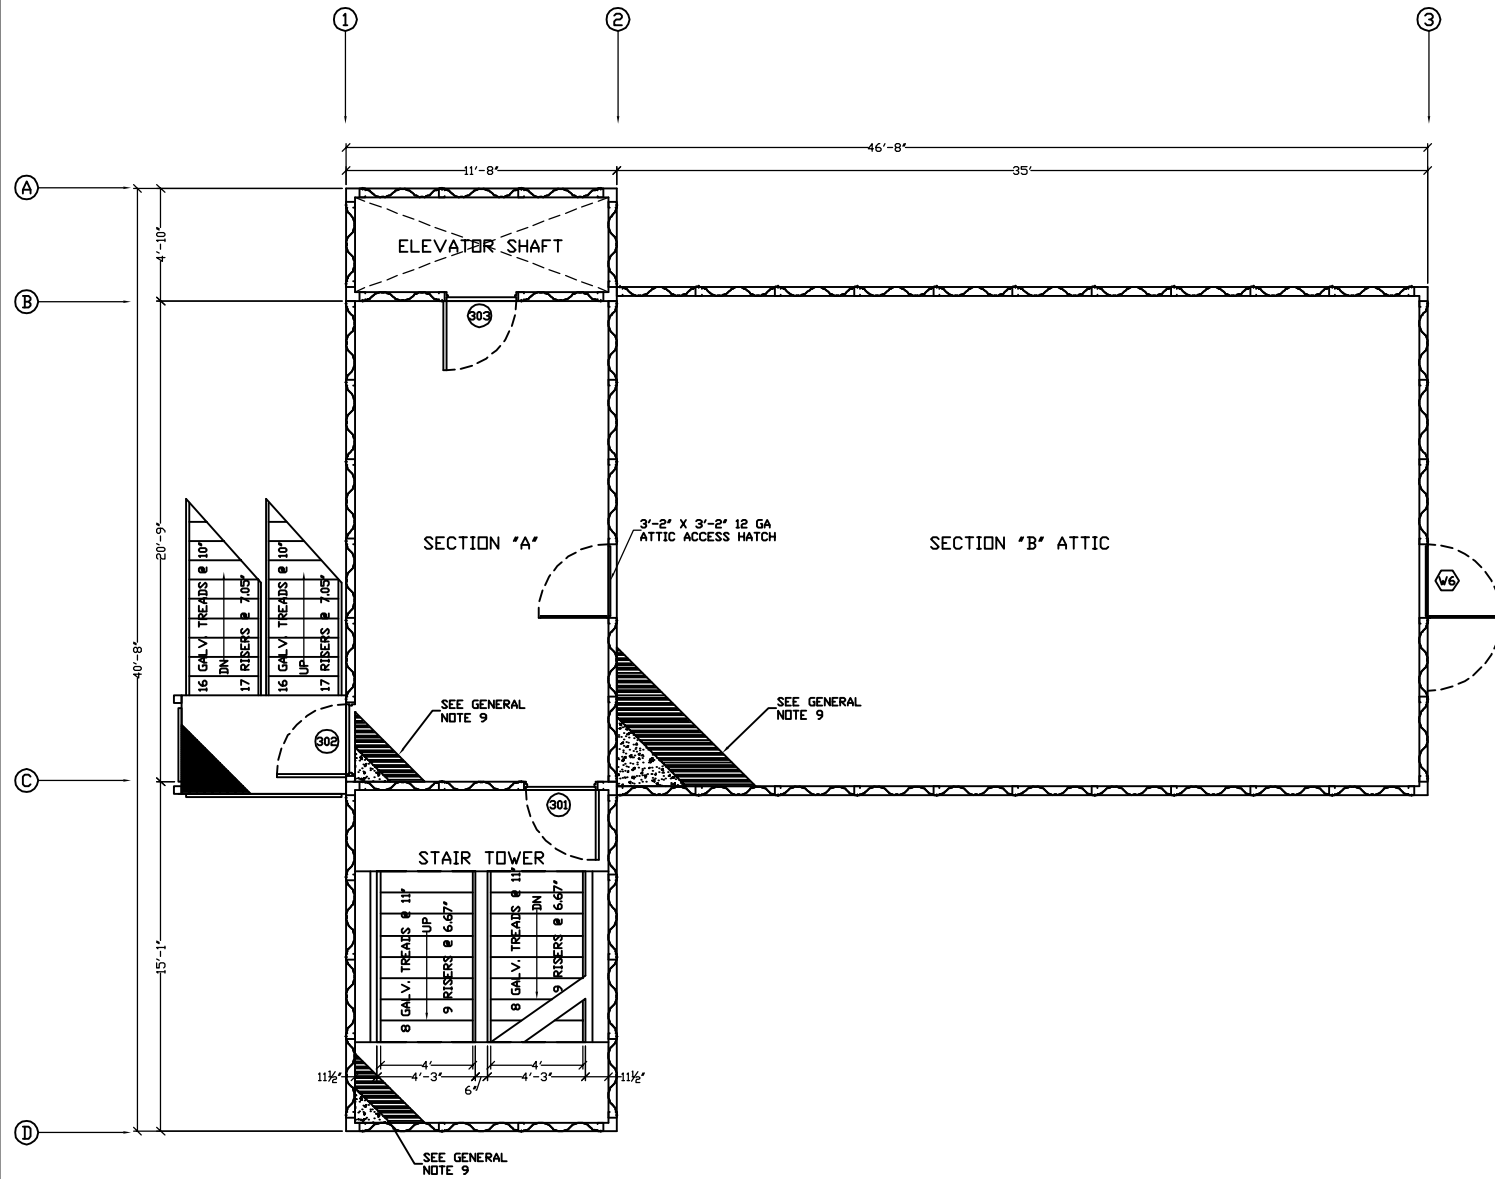 1
2
3
46'-8"
11'-8"
35'
A
4'-10"
ELEVATOR SHAFT
B
303
3'-2" X 3'-2" 12 GA
ATTIC ACCESS HATCH
SECTION "A"
SECTION "B" ATTIC
20'-9"
16 GALV. TREADS @ 10"
DN
17 RISERS @ 7.05"
16 GALV. TREADS @ 10"
UP
17 RISERS @ 7.05"
W6
40'-8"
SEE GENERAL
NOTE 9
SEE GENERAL
NOTE 9
302
C
301
STAIR TOWER
8 GALV. TREADS @ 11"
UP
9 RISERS @ 6.67"
8 GALV. TREADS @ 11"
DN
9 RISERS @ 6.67"
15'-1"
4'
4'
11½"
4'-3"
6"
4'-3"
11½"
D
SEE GENERAL
NOTE 9